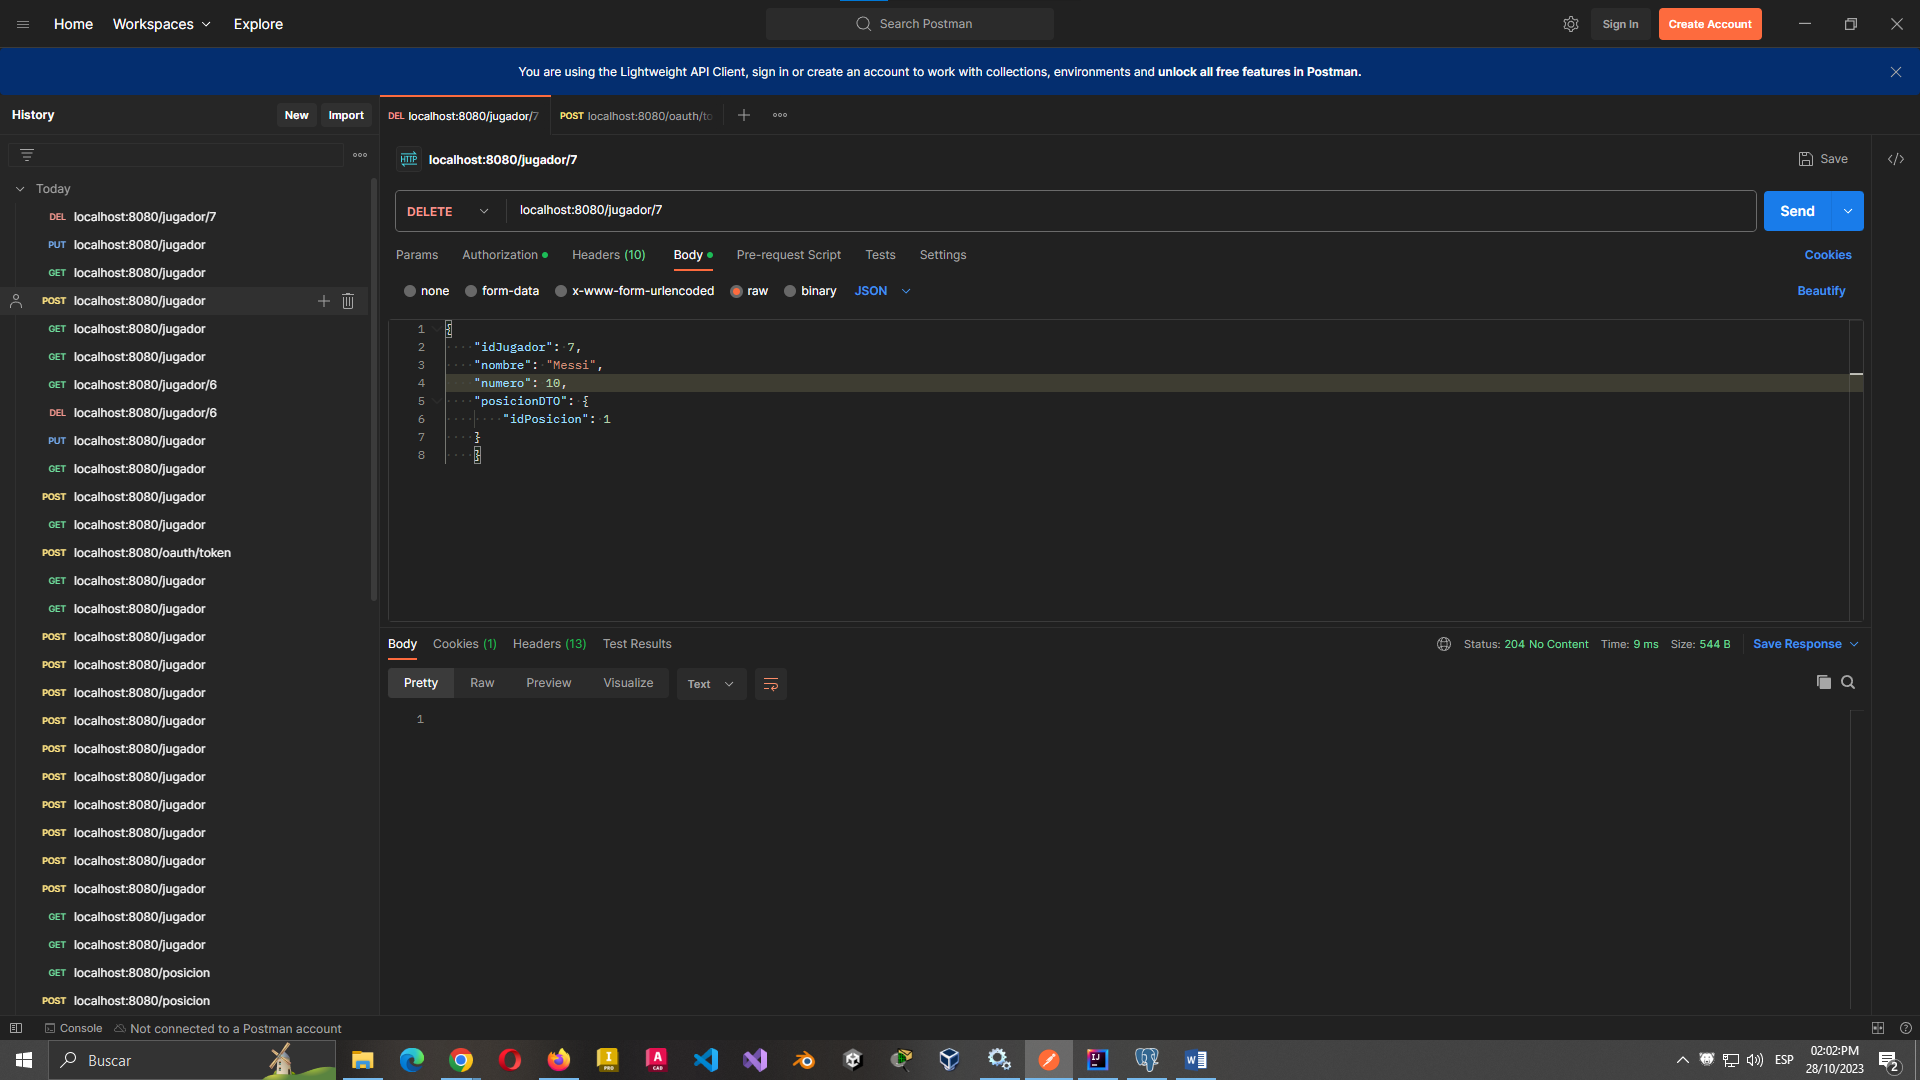 Home Workspaces Explore
Search Postman
Sign In Create Account
You are using the Lightweight API Client, sign in or create an account to work with collections, environments and unlock all free features in Postman.
History New Import
DEL localhost:8080/jugador/7 POST localhost:8080/oauth/to
HTTP localhost:8080/jugador/7 Save
DELETE localhost:8080/jugador/7 Send
Params Authorization Headers (10) Body Pre-request Script Tests Settings Cookies
none form-data x-www-form-urlencoded raw binary JSON Beautify
1 {
2 "idJugador": 7,
3 "nombre": "Messi",
4 "numero": 10,
5 "posicionDTO": {
6 "idPosicion": 1
7 }
8 }
Today
DEL localhost:8080/jugador/7
PUT localhost:8080/jugador
GET localhost:8080/jugador
POST localhost:8080/jugador
GET localhost:8080/jugador
GET localhost:8080/jugador
GET localhost:8080/jugador/6
DEL localhost:8080/jugador/6
PUT localhost:8080/jugador
GET localhost:8080/jugador
POST localhost:8080/jugador
GET localhost:8080/jugador
POST localhost:8080/oauth/token
GET localhost:8080/jugador
GET localhost:8080/jugador
POST localhost:8080/jugador
POST localhost:8080/jugador
POST localhost:8080/jugador
POST localhost:8080/jugador
POST localhost:8080/jugador
POST localhost:8080/jugador
POST localhost:8080/jugador
POST localhost:8080/jugador
POST localhost:8080/jugador
POST localhost:8080/jugador
GET localhost:8080/jugador
GET localhost:8080/jugador
GET localhost:8080/posicion
POST localhost:8080/posicion
Body Cookies (1) Headers (13) Test Results
Status: 204 No Content Time: 9 ms Size: 544 B Save Response
Pretty Raw Preview Visualize Text
1
Console Not connected to a Postman account
Buscar
I PRO
A CAD
IJ
W
ESP
02:02:PM
28/10/2023
2